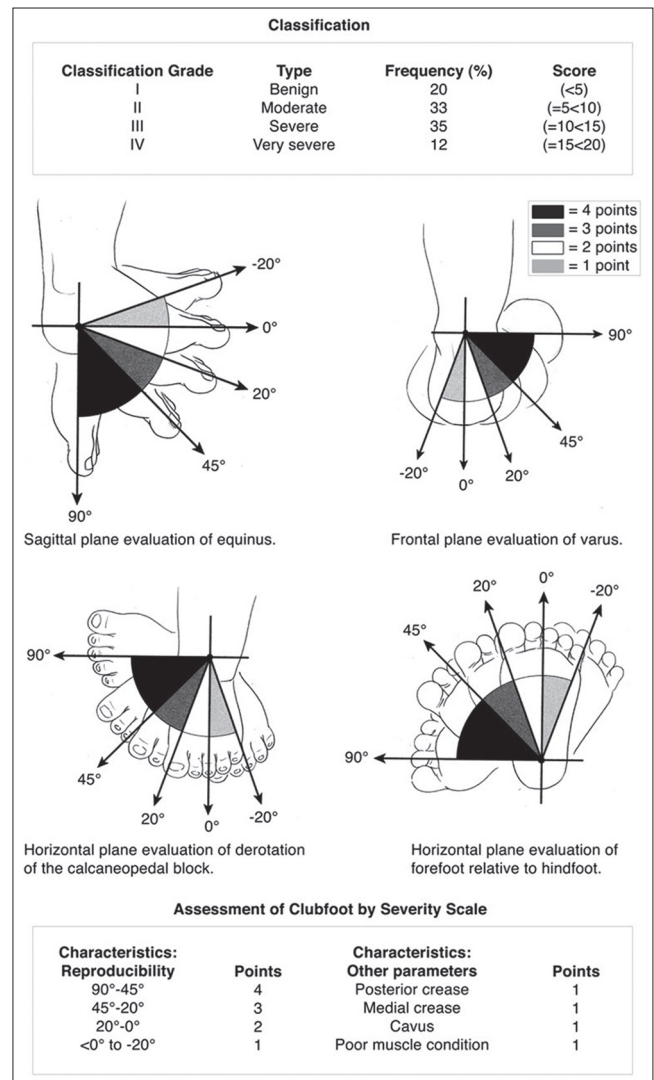 Classification
Classification Grade Type Frequency (%) Score
I Benign 20 (<5)
II Moderate 33 (=5<10)
III Severe 35 (=10<15)
IV Very severe 12 (=15<20)
= 4 points
= 3 points
= 2 points
= 1 point
-20°
0°
20°
45°
90°
Sagittal plane evaluation of equinus.
90°
45°
20°
0°
-20°
Frontal plane evaluation of varus.
90°
45°
20°
0°
-20°
Horizontal plane evaluation of derotation
of the calcaneopedal block.
0°
20°
-20°
45°
90°
Horizontal plane evaluation of
forefoot relative to hindfoot.
Assessment of Clubfoot by Severity Scale
Characteristics: Characteristics:
Reproducibility Points Other parameters Points
90°-45° 4 Posterior crease 1
45°-20° 3 Medial crease 1
20°-0° 2 Cavus 1
<0° to -20° 1 Poor muscle condition 1